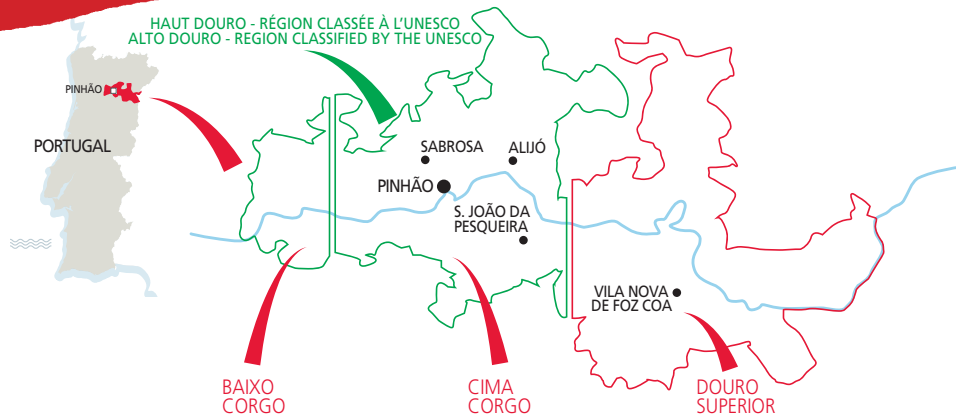 HAUT DOURO - RÉGION CLASSÉE À L'UNESCO
ALTO DOURO - REGION CLASSIFIED BY THE UNESCO
PINHÃO
PORTUGAL
SABROSA
ALIJÓ
PINHÃO
S. JOÃO DA
PESQUEIRA
VILA NOVA
DE FOZ COA
BAIXO
CORGO
CIMA
CORGO
DOURO
SUPERIOR